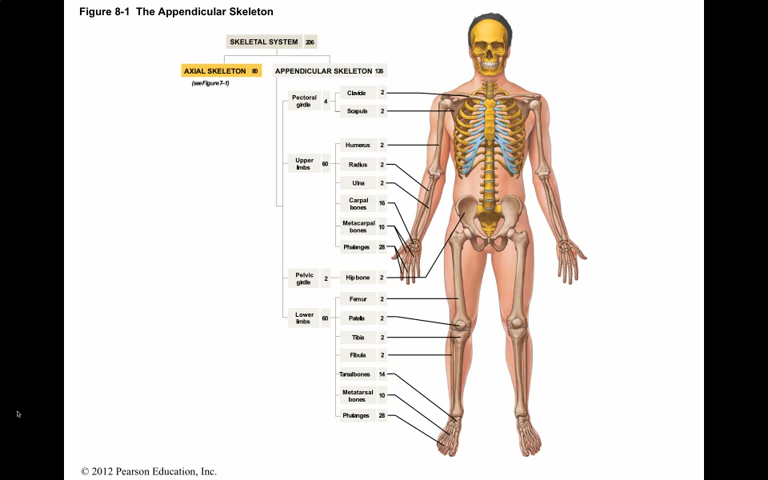 Figure 8-1 The Appendicular Skeleton
SKELETAL SYSTEM 206
AXIAL SKELETON 80
(see Figure 7-1)
APPENDICULAR SKELETON 126
Pectoral
girdle 4
Clavicle 2
Scapula 2
Upper
limbs 60
Humerus 2
Radius 2
Ulna 2
Carpal
bones 16
Metacarpal
bones 10
Phalanges 28
Pelvic
girdle 2
Hip bone 2
Lower
limbs 60
Femur 2
Patella 2
Tibia 2
Fibula 2
Tarsal bones 14
Metatarsal
bones 10
Phalanges 28
© 2012 Pearson Education, Inc.